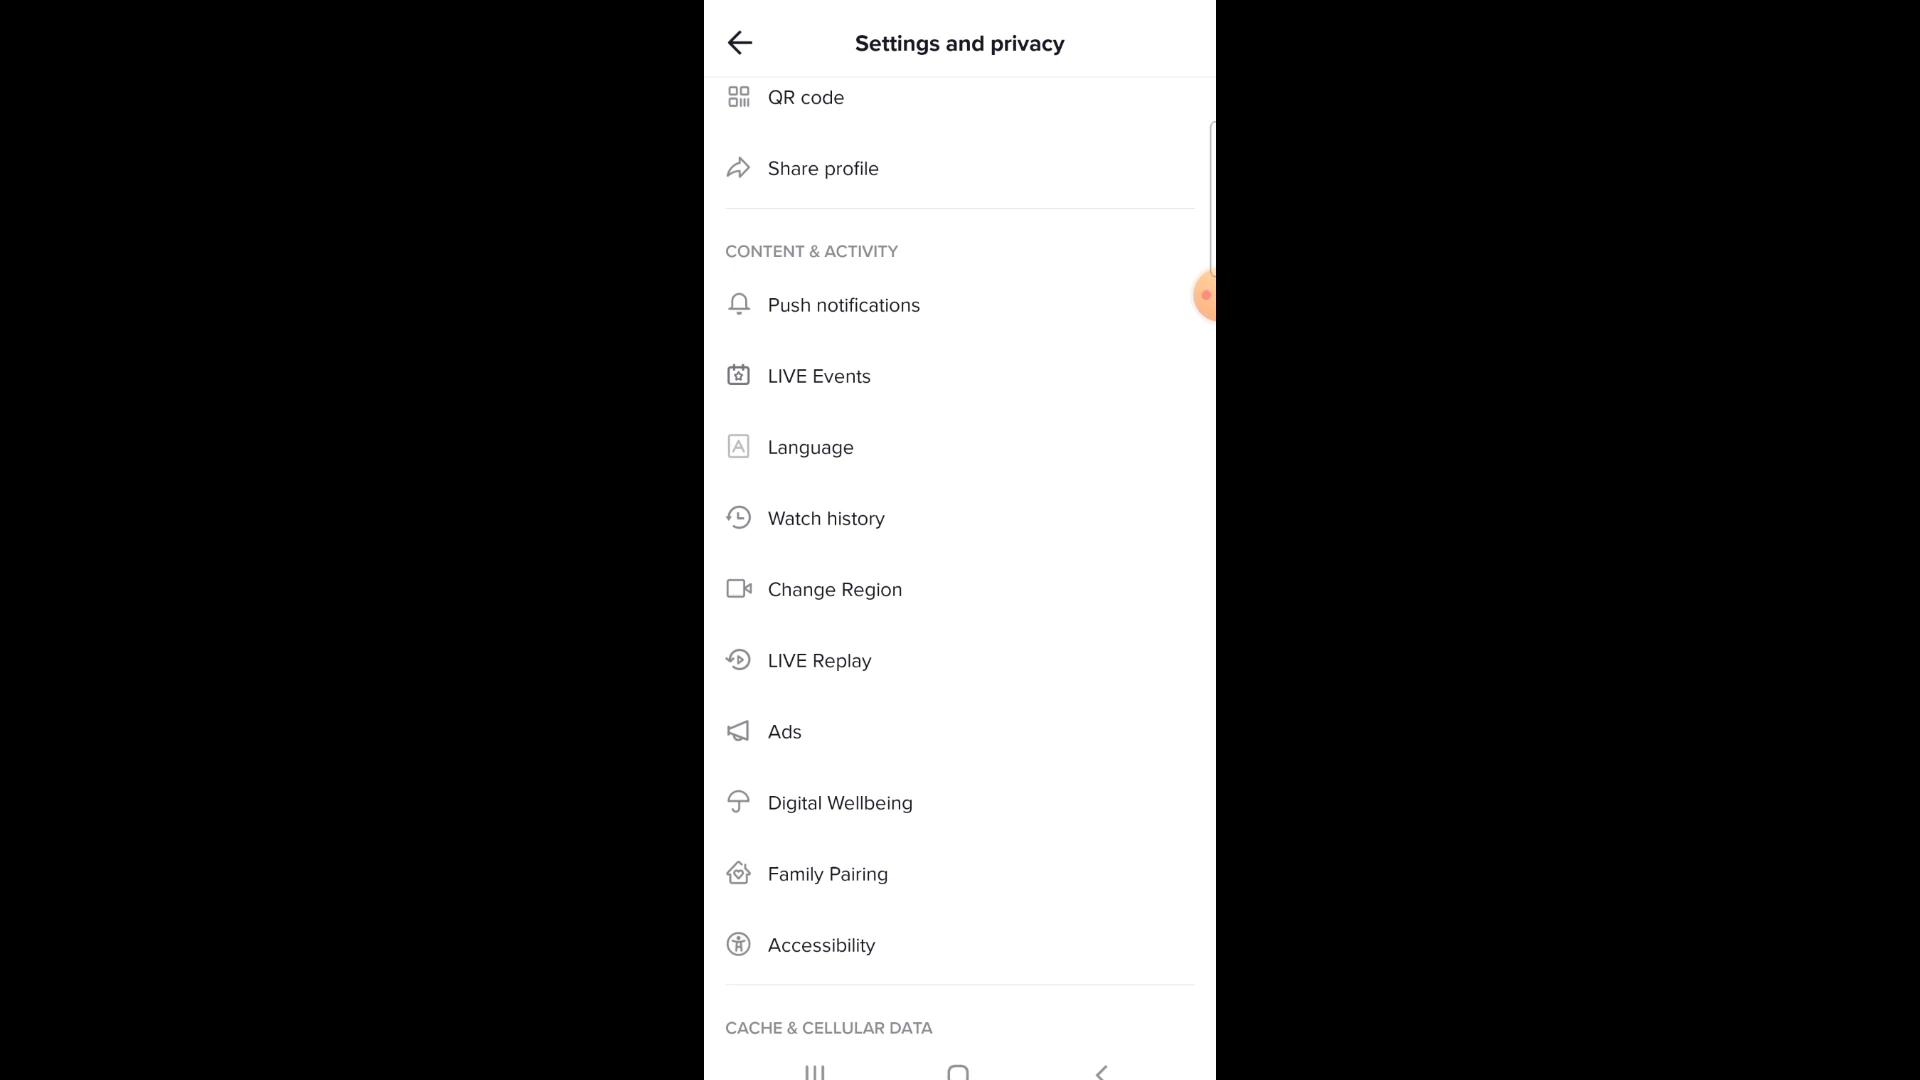 Settings and privacy
QR code
Share profile
CONTENT & ACTIVITY
Push notifications
LIVE Events
Language
Watch history
Change Region
LIVE Replay
Ads
Digital Wellbeing
Family Pairing
Accessibility
CACHE & CELLULAR DATA